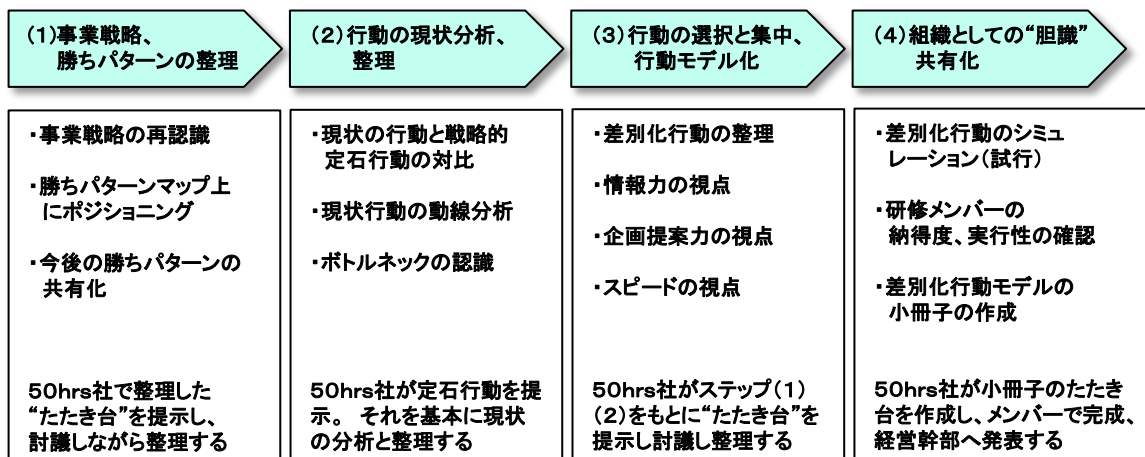 (1)事業戦略、
勝ちパターンの整理
・事業戦略の再認識
・勝ちパターンマップ上
にポジショニング
・今後の勝ちパターンの
共有化
50hrs社で整理した
“たたき台”を提示し、
討議しながら整理する
(2)行動の現状分析、
整理
・現状の行動と戦略的
定石行動の対比
・現状行動の動線分析
・ボトルネックの認識
50hrs社が定石行動を提
示。 それを基本に現状
の分析と整理する
(3)行動の選択と集中、
行動モデル化
・差別化行動の整理
・情報力の視点
・企画提案力の視点
・スピードの視点
50hrs社がステップ(1)
(2)をもとに“たたき台”を
提示し討議し整理する
(4)組織としての“胆識”
共有化
・差別化行動のシミュ
レーション(試行)
・研修メンバーの
納得度、実行性の確認
・差別化行動モデルの
小冊子の作成
50hrs社が小冊子のたたき
台を作成し、メンバーで完成、
経営幹部へ発表する